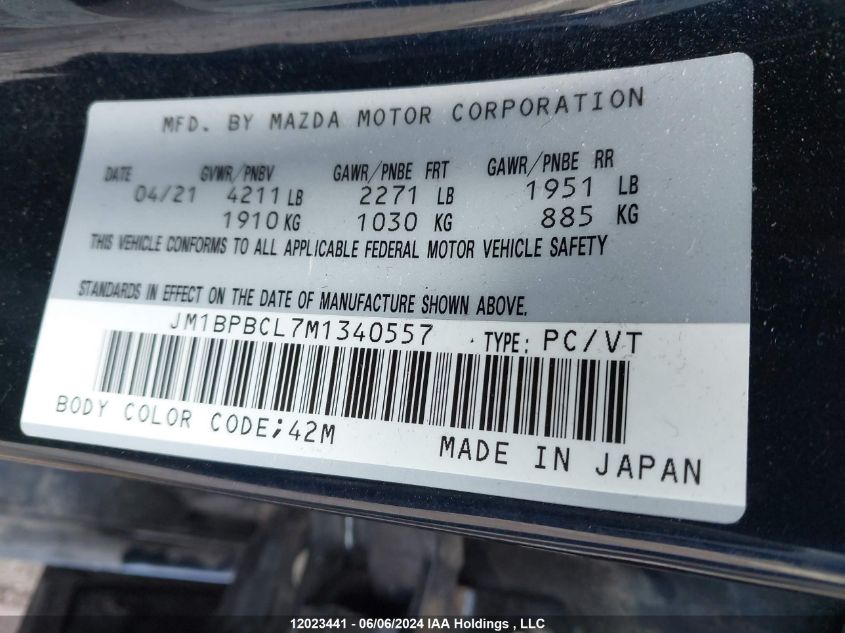 MFD. BY MAZDA MOTOR CORPORATION
DATE GVWR/PNBV GAWR/PNBE FRT GAWR/PNBE RR
04/21 4211 LB 2271 LB 1951 LB
1910 KG 1030 KG 885 KG
THIS VEHICLE CONFORMS TO ALL APPLICABLE FEDERAL MOTOR VEHICLE SAFETY
STANDARDS IN EFFECT ON THE DATE OF MANUFACTURE SHOWN ABOVE.
JM1BPBCL7M1340557 TYPE: PC/VT
BODY COLOR CODE;42M
MADE IN JAPAN
12023441 - 06/06/2024 IAA Holdings , LLC